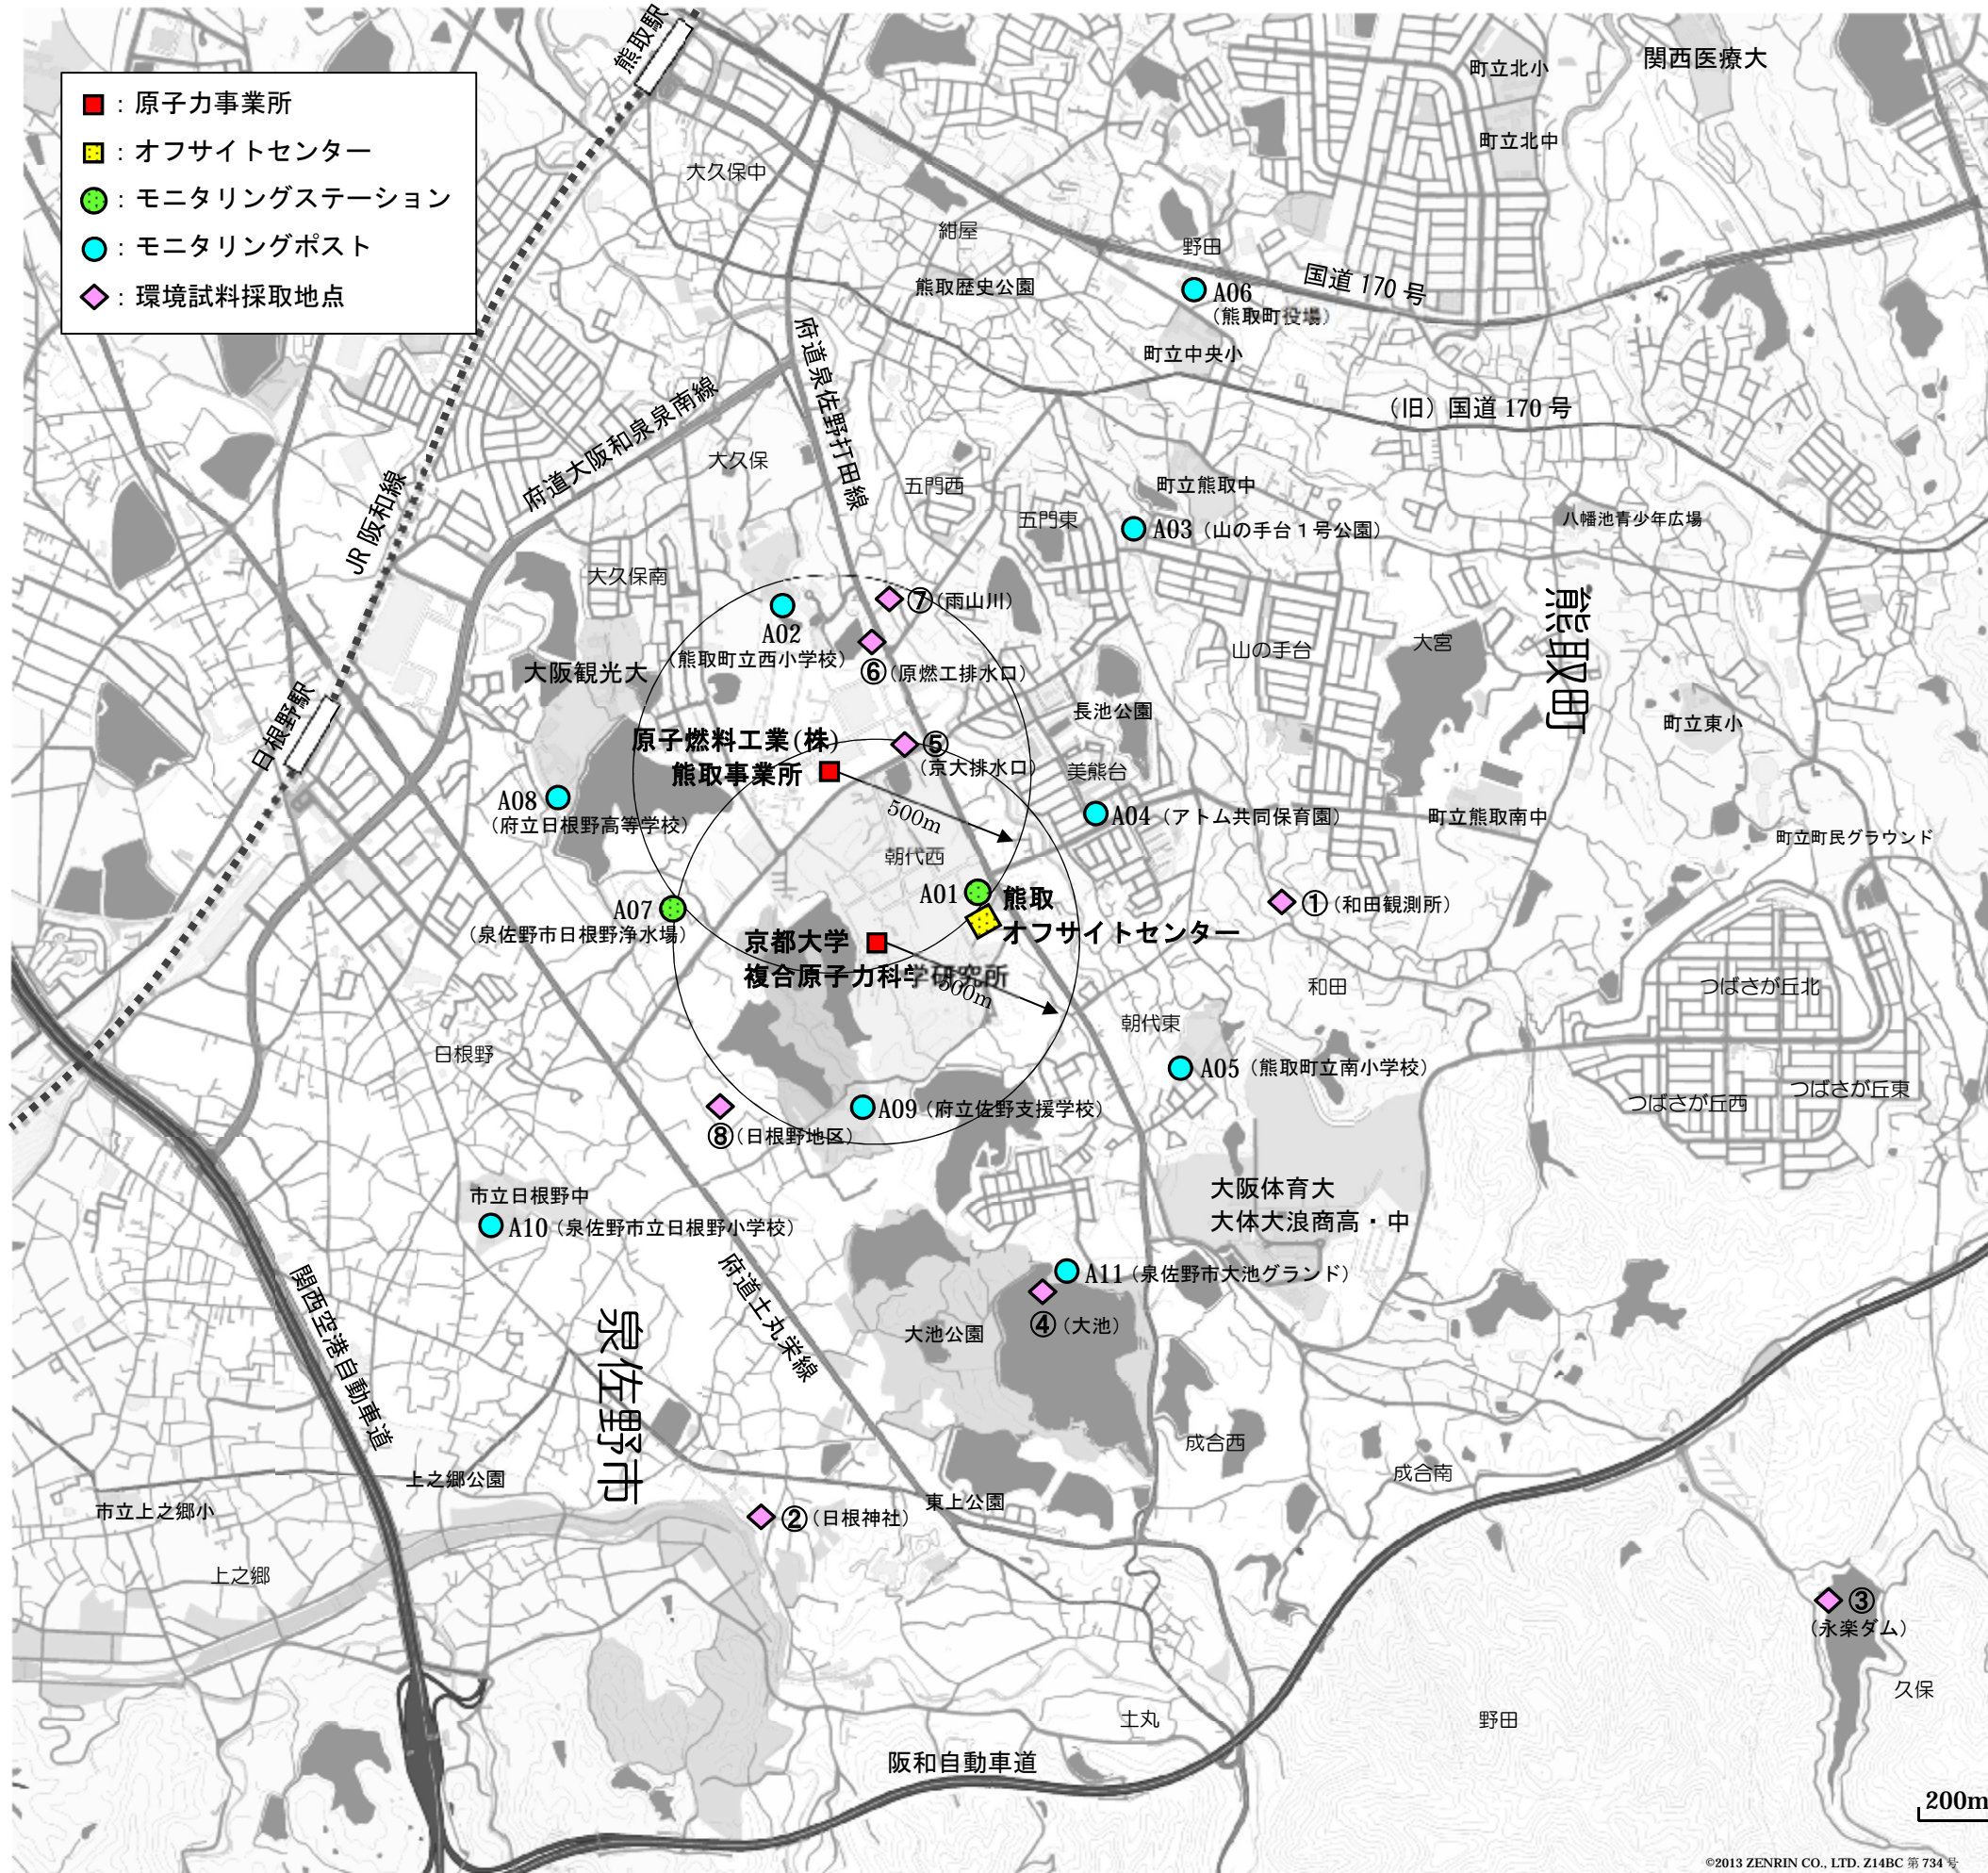 ：原子力事業所
：オフサイトセンター
：モニタリングステーション
：モニタリングポスト
：環境試料採取地点
熊取駅
関西医療大
町立北小
町立北中
大久保中
紺屋
野田
熊取歴史公園
A06
（熊取町役場）
国道 170 号
町立中央小
（旧）国道 170 号
府道泉佐野打田線
府道大阪和泉泉南線
JR 阪和線
大久保
五門西
五門東
町立熊取中
A03（山の手台１号公園）
八幡池青少年広場
大久保南
A02
（熊取町立西小学校）
⑦（雨山川）
⑥（原燃工排水口）
大阪観光大
山の手台
大宮
熊取町
長池公園
町立東小
日根野駅
原子燃料工業(株)
熊取事業所
⑤
（京大排水口）
美熊台
500m
A08
（府立日根野高等学校）
A04（アトム共同保育園）
町立熊取南中
町立町民グラウンド
朝代西
A01
熊取
オフサイトセンター
A07
（泉佐野市日根野浄水場）
①（和田観測所）
京都大学
複合原子力科学研究所
500m
和田
つばさが丘北
朝代東
日根野
A05（熊取町立南小学校）
つばさが丘西
つばさが丘東
A09（府立佐野支援学校）
⑧（日根野地区）
市立日根野中
A10（泉佐野市立日根野小学校）
大阪体育大
大体大浪商高・中
府道土丸栄線
関西空港自動車道
泉佐野市
A11（泉佐野市大池グランド）
④（大池）
大池公園
成合西
成合南
上之郷公園
市立上之郷小
東上公園
②（日根神社）
上之郷
③
（永楽ダム）
久保
土丸
野田
阪和自動車道
200m
©2013 ZENRIN CO., LTD. Z14BC 第 734 号